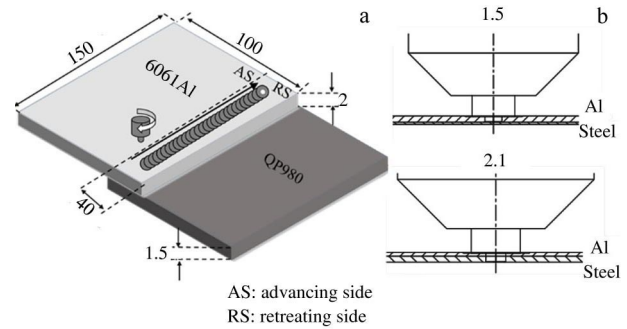 a
1.5
b
150
100
6061Al
AS
RS
2
Al
Steel
QP980
40
2.1
1.5
Al
Steel
AS: advancing side
RS: retreating side